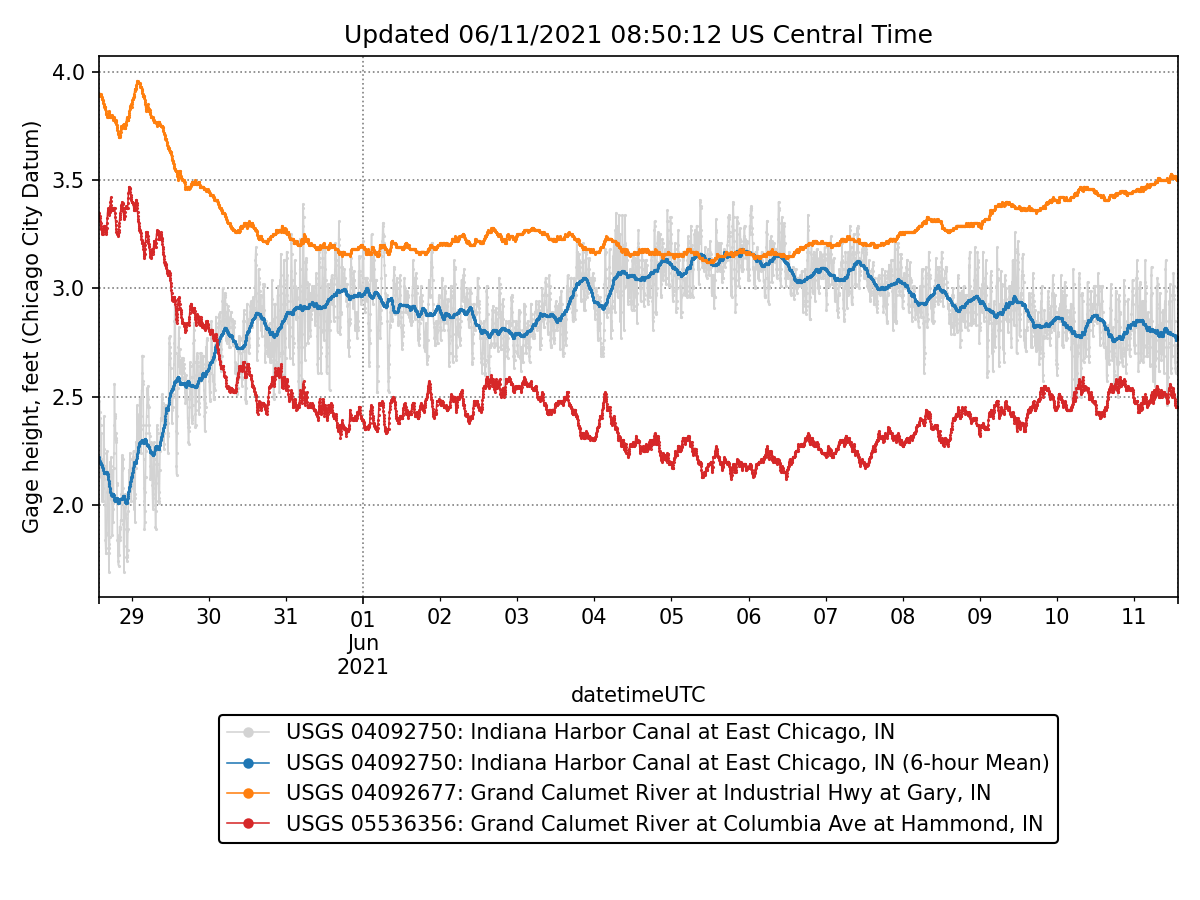 Updated 06/11/2021 08:50:12 US Central Time
Gage height, feet (Chicago City Datum)
4.0
3.5
3.0
2.5
2.0
29 30 31 01 02 03 04 05 06 07 08 09 10 11
Jun
2021
datetimeUTC
USGS 04092750: Indiana Harbor Canal at East Chicago, IN
USGS 04092750: Indiana Harbor Canal at East Chicago, IN (6-hour Mean)
USGS 04092677: Grand Calumet River at Industrial Hwy at Gary, IN
USGS 05536356: Grand Calumet River at Columbia Ave at Hammond, IN